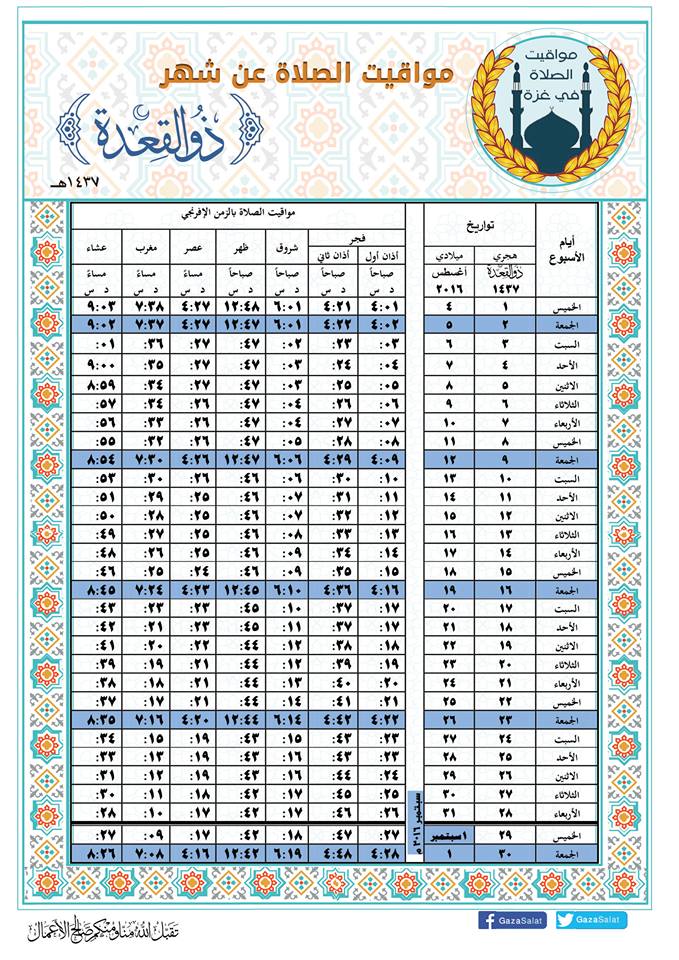 مواقيت الصلاة في غزة
مواقيت الصلاة عن شهر
ذو القعدة
١٤٣٧هـ
أيام الأسبوع تواريخ مواقيت الصلاة بالزمن الإفرنجي
هجري ميلادي فجر شروق ظهر عصر مغرب عشاء
ذو القعدة أغسطس أذان أول أذان ثاني
١٤٣٧ ٢٠١٦ صباحاً صباحاً صباحاً صباحاً مساءً مساءً مساءً
د س د س د س د س د س د س د س
الخميس ١ ٤ ٤:٠١ ٤:٢١ ٦:٠١ ١٢:٤٨ ٤:٢٧ ٧:٣٨ ٩:٠٣
الجمعة ٢ ٥ ٤:٠٢ ٤:٢٢ ٦:٠١ ١٢:٤٧ ٤:٢٧ ٧:٣٧ ٩:٠٢
السبت ٣ ٦ :٠٣ :٢٣ :٠٢ :٤٧ :٢٧ :٣٦ :٠١
الأحد ٤ ٧ :٠٤ :٢٤ :٠٣ :٤٧ :٢٧ :٣٥ ٩:٠٠
الاثنين ٥ ٨ :٠٥ :٢٥ :٠٣ :٤٧ :٢٧ :٣٤ ٨:٥٩
الثلاثاء ٦ ٩ :٠٦ :٢٦ :٠٤ :٤٧ :٢٦ :٣٤ :٥٧
الأربعاء ٧ ١٠ :٠٧ :٢٧ :٠٤ :٤٧ :٢٦ :٣٣ :٥٦
الخميس ٨ ١١ :٠٨ :٢٨ :٠٥ :٤٧ :٢٦ :٣٢ :٥٥
الجمعة ٩ ١٢ ٤:٠٩ ٤:٢٩ ٦:٠٦ ١٢:٤٧ ٤:٢٦ ٧:٣٠ ٨:٥٤
السبت ١٠ ١٣ :١٠ :٣٠ :٠٦ :٤٦ :٢٦ :٣٠ :٥٣
الأحد ١١ ١٤ :١١ :٣١ :٠٧ :٤٦ :٢٥ :٢٩ :٥١
الاثنين ١٢ ١٥ :١٢ :٣٢ :٠٧ :٤٦ :٢٥ :٢٨ :٥٠
الثلاثاء ١٣ ١٦ :١٣ :٣٣ :٠٨ :٤٦ :٢٥ :٢٧ :٤٩
الأربعاء ١٤ ١٧ :١٤ :٣٤ :٠٩ :٤٦ :٢٥ :٢٦ :٤٨
الخميس ١٥ ١٨ :١٥ :٣٥ :٠٩ :٤٦ :٢٤ :٢٥ :٤٦
الجمعة ١٦ ١٩ ٤:١٦ ٤:٣٦ ٦:١٠ ١٢:٤٥ ٤:٢٣ ٧:٢٤ ٨:٤٥
السبت ١٧ ٢٠ :١٧ :٣٧ :١٠ :٤٥ :٢٣ :٢٣ :٤٣
الأحد ١٨ ٢١ :١٧ :٣٧ :١١ :٤٥ :٢٣ :٢١ :٤٢
الاثنين ١٩ ٢٢ :١٨ :٣٨ :١٢ :٤٤ :٢٢ :٢٠ :٤١
الثلاثاء ٢٠ ٢٣ :١٩ :٣٩ :١٢ :٤٤ :٢١ :١٩ :٣٩
الأربعاء ٢١ ٢٤ :٢٠ :٤٠ :١٣ :٤٤ :٢١ :١٨ :٣٨
الخميس ٢٢ ٢٥ :٢١ :٤١ :١٤ :٤٤ :٢١ :١٧ :٣٧
الجمعة ٢٣ ٢٦ ٤:٢٢ ٤:٤٢ ٦:١٤ ١٢:٤٤ ٤:٢٠ ٧:١٦ ٨:٣٥
السبت ٢٤ ٢٧ :٢٣ :٤٣ :١٥ :٤٣ :١٩ :١٥ :٣٤
الأحد ٢٥ ٢٨ :٢٣ :٤٣ :١٦ :٤٣ :١٩ :١٣ :٣٣
الاثنين ٢٦ ٢٩ :٢٤ :٤٤ :١٦ :٤٣ :١٩ :١٢ :٣١
الثلاثاء ٢٧ ٣٠ :٢٥ :٤٥ :١٧ :٤٢ :١٨ :١١ :٣٠
الأربعاء ٢٨ ٣١ :٢٦ :٤٦ :١٧ :٤٢ :١٧ :١٠ :٢٨
الخميس ٢٩ ١سبتمبر :٢٧ :٤٧ :١٨ :٤٢ :١٧ :٠٩ :٢٧
الجمعة ٣٠ ١ ٤:٢٨ ٤:٤٨ ٦:١٩ ١٢:٤٢ ٤:١٦ ٧:٠٨ ٨:٢٦
سبتمبر ٢٠١٦ م
GazaSalat GazaSalat
تقبل الله منا ومنكم صالح الأعمال